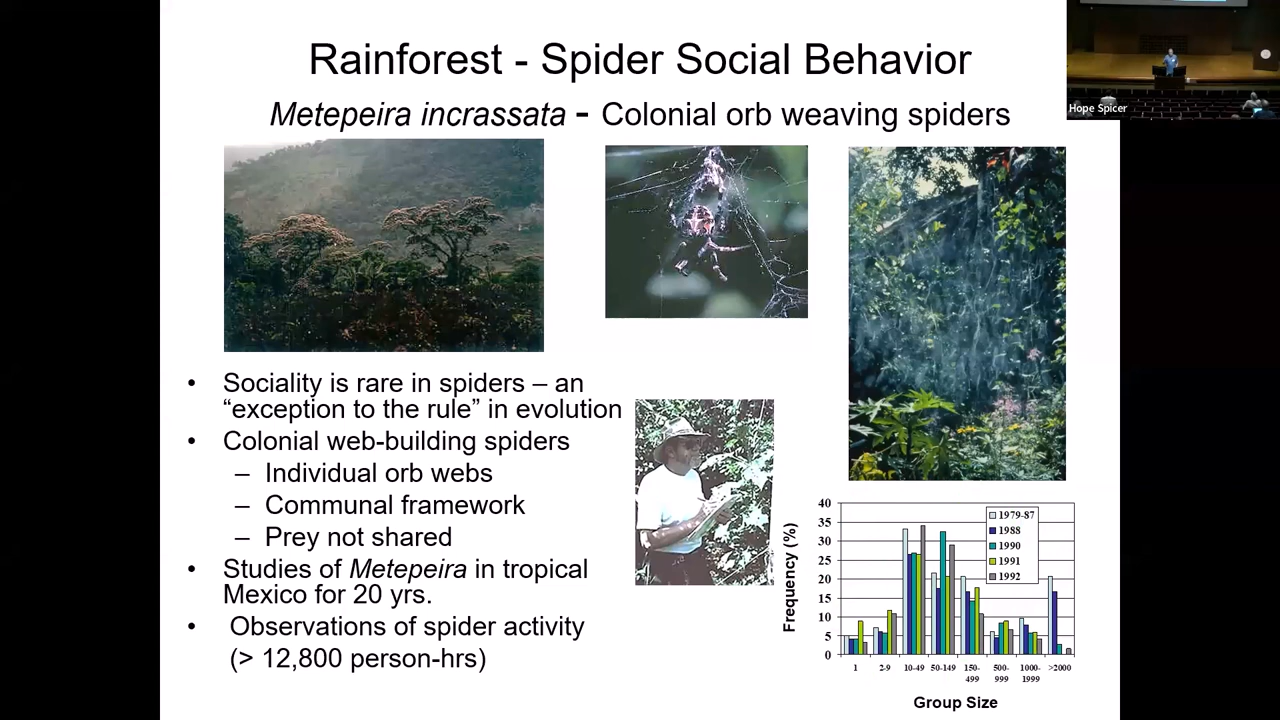 Rainforest - Spider Social Behavior
Hope Spicer
Metepeira incrassata - Colonial orb weaving spiders
• Sociality is rare in spiders – an
“exception to the rule” in evolution
• Colonial web-building spiders
– Individual orb webs
– Communal framework
– Prey not shared
• Studies of Metepeira in tropical
Mexico for 20 yrs.
• Observations of spider activity
(> 12,800 person-hrs)
Frequency (%)
40
35
30
25
20
15
10
5
0
1979-87
1988
1990
1991
1992
1 2-9 10-49 50-149 150-499 500-999 1000-1999 >2000
Group Size